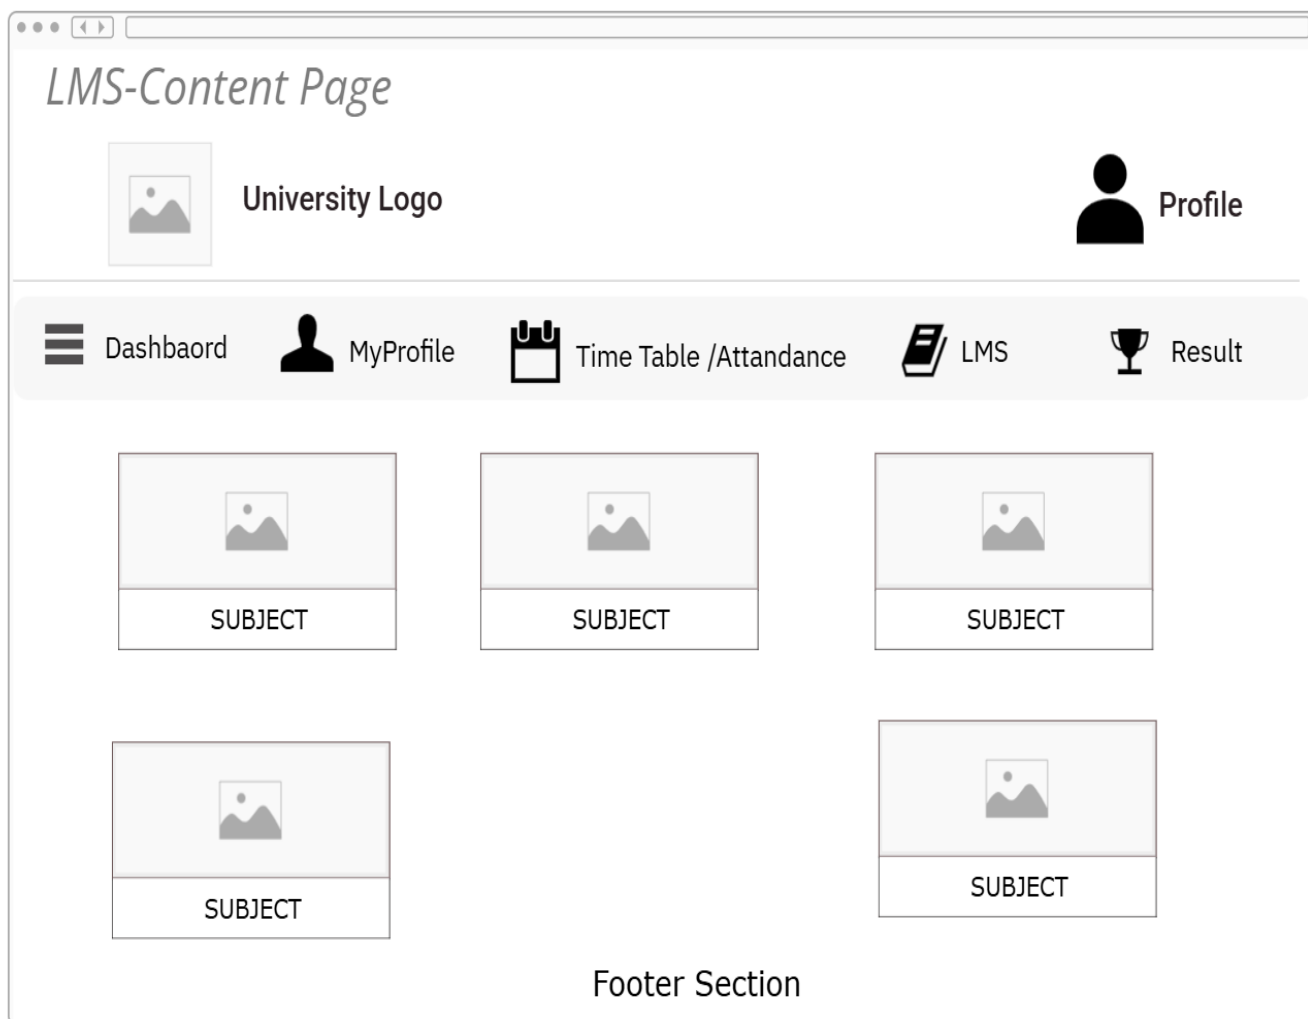 LMS-Content Page
University Logo
Profile
Dashbaord
MyProfile
Time Table /Attandance
LMS
Result
SUBJECT
SUBJECT
SUBJECT
SUBJECT
SUBJECT
Footer Section